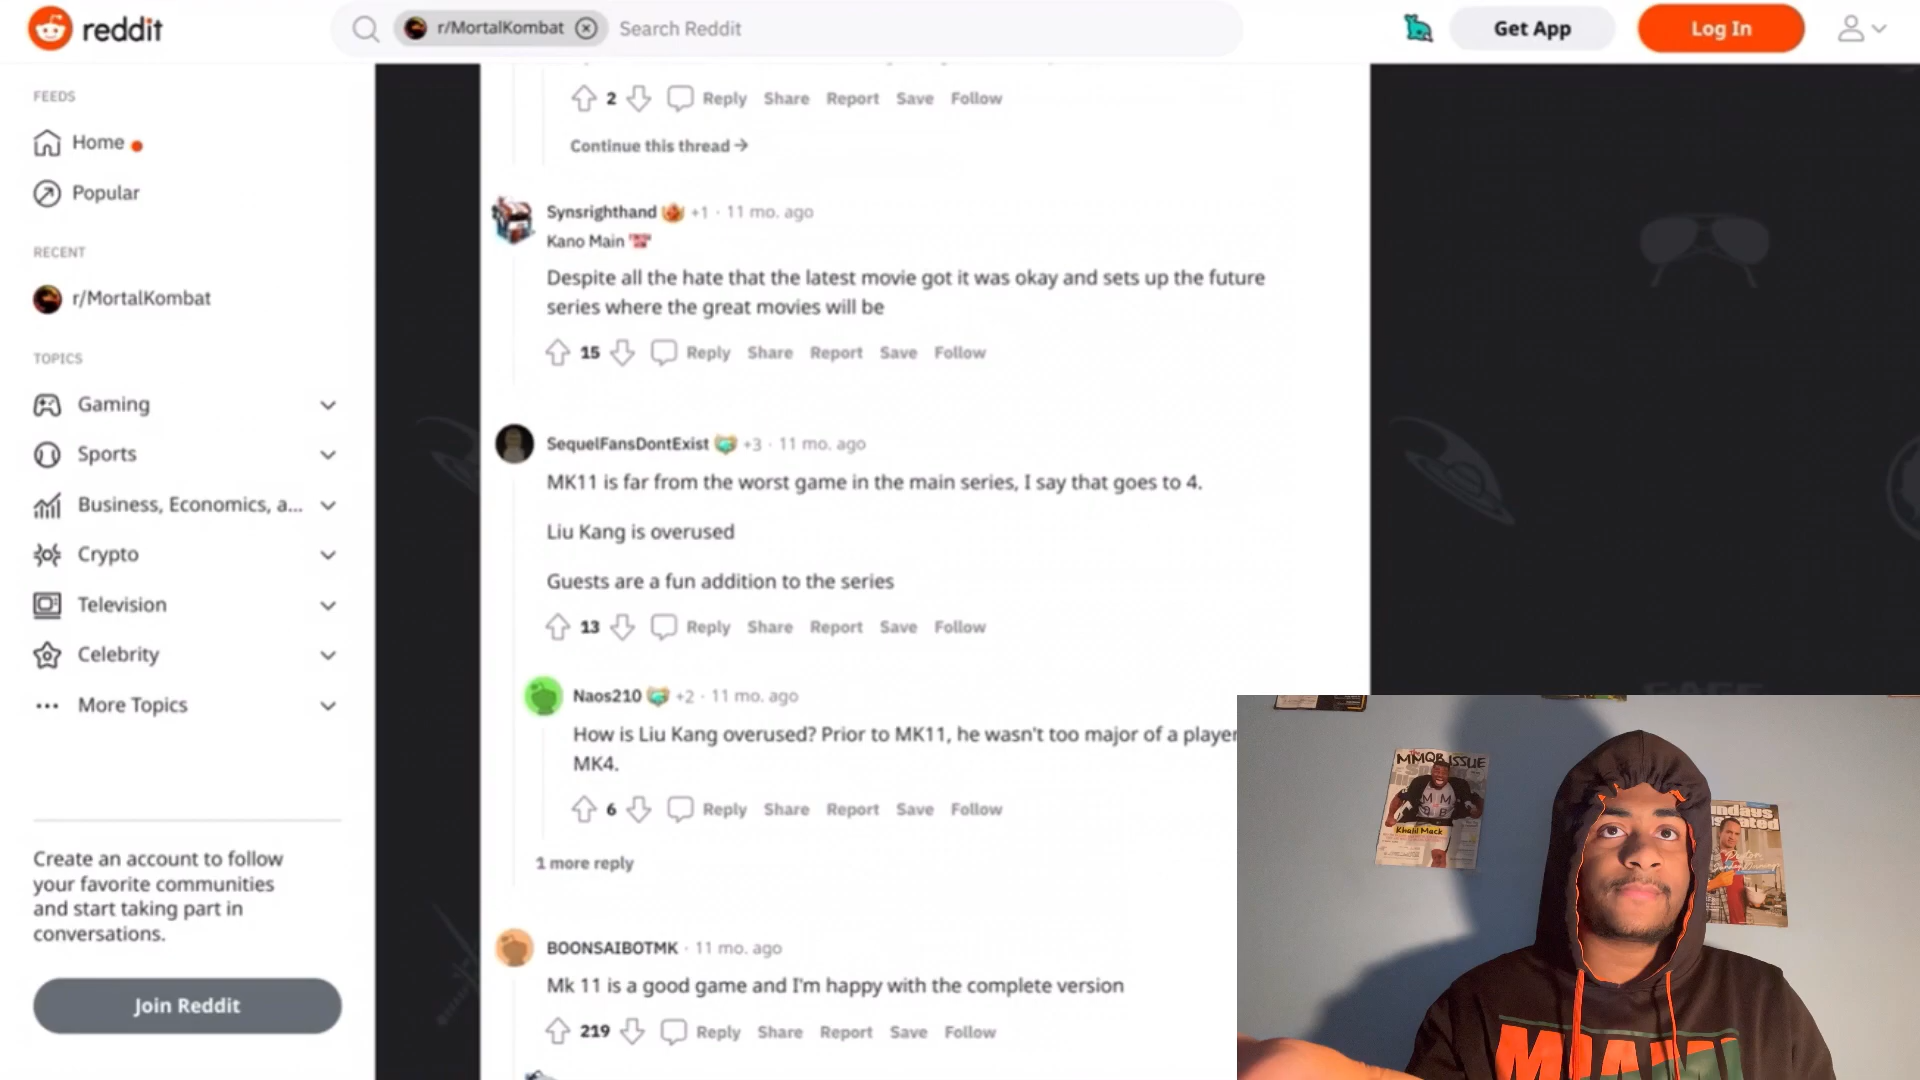 reddit
r/MortalKombat
Search Reddit
Get App
Log In
FEEDS
Home
Popular
RECENT
r/MortalKombat
TOPICS
Gaming
Sports
Business, Economics, a...
Crypto
Television
Celebrity
More Topics
Create an account to follow
your favorite communities
and start taking part in
conversations.
Join Reddit
2 Reply Share Report Save Follow
Continue this thread →
Synsrighthand +1 · 11 mo. ago
Kano Main
Despite all the hate that the latest movie got it was okay and sets up the future
series where the great movies will be
15 Reply Share Report Save Follow
SequelFansDontExist +3 · 11 mo. ago
MK11 is far from the worst game in the main series, I say that goes to 4.
Liu Kang is overused
Guests are a fun addition to the series
13 Reply Share Report Save Follow
Naos210 +2 · 11 mo. ago
How is Liu Kang overused? Prior to MK11, he wasn't too major of a player
MK4.
6 Reply Share Report Save Follow
1 more reply
BOONSAIBOTMK · 11 mo. ago
Mk 11 is a good game and I'm happy with the complete version
219 Reply Share Report Save Follow
MMQB ISSUE
Khalil Mack
MIAMI